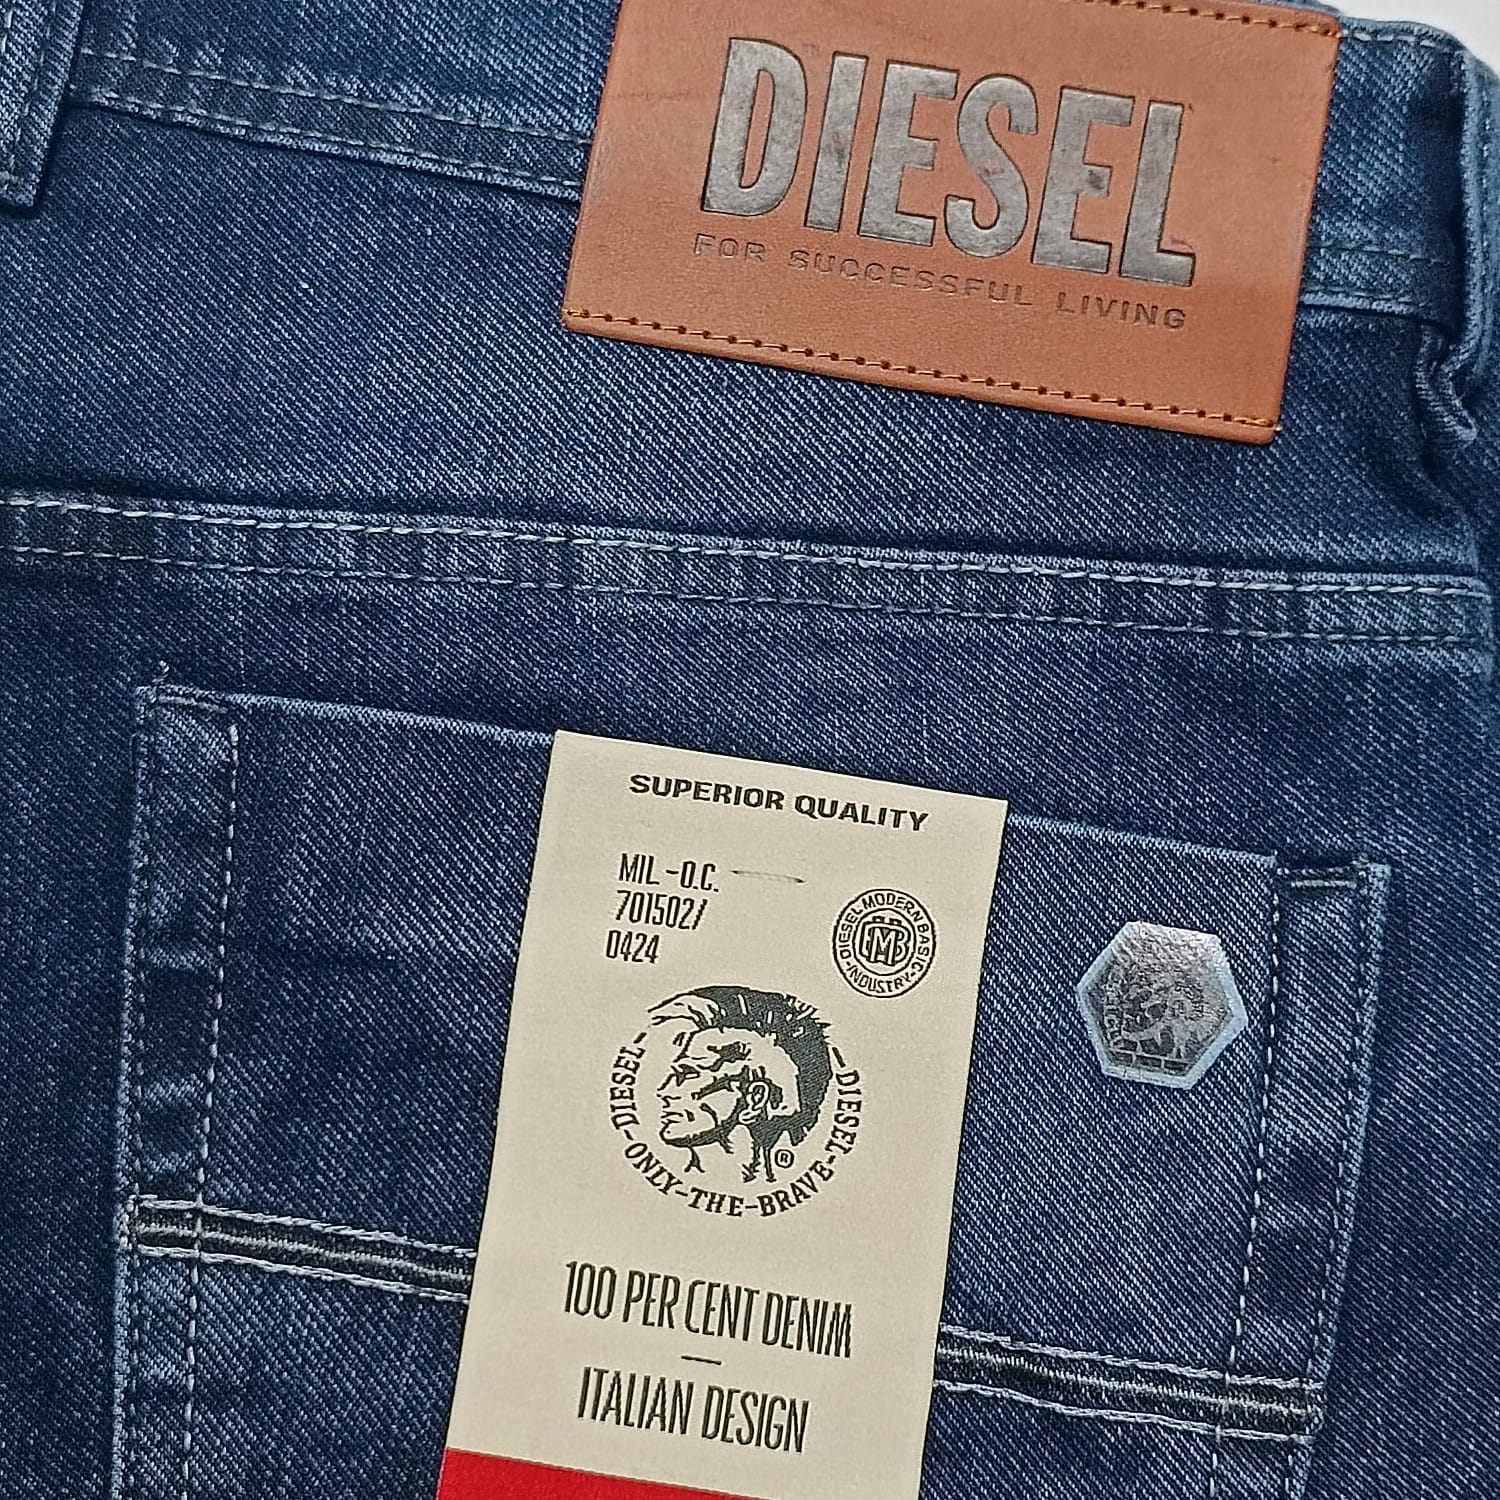 DIESEL
FOR SUCCESSFUL LIVING
SUPERIOR QUALITY
MIL-O.C.
701502/
0424
DIESEL MODERN BASIC · INDUSTRY ·
DMB
DIESEL-ONLY-THE-BRAVE-DIESEL
®
100 PER CENT DENIM
—
ITALIAN DESIGN